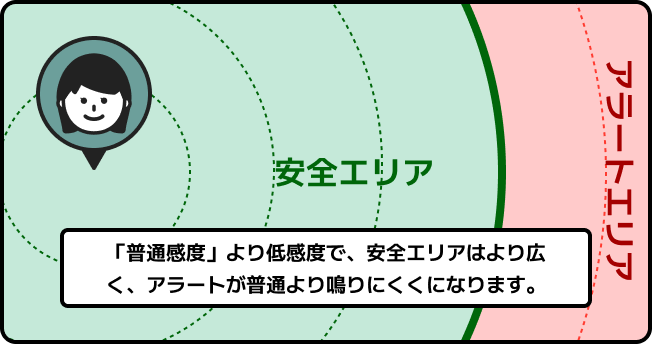 安全エリア
アラートエリア
「普通感度」より低感度で、安全エリアはより広
く、アラートが普通より鳴りにくくになります。